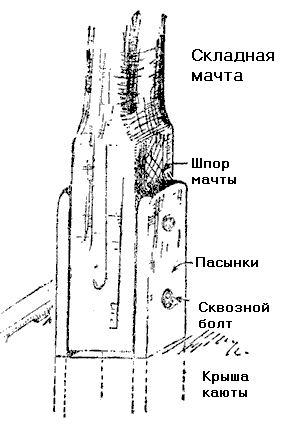 Складная
мачта
Шпор
мачты
Пасынки
Сквозной
болт
Крыша
каюты